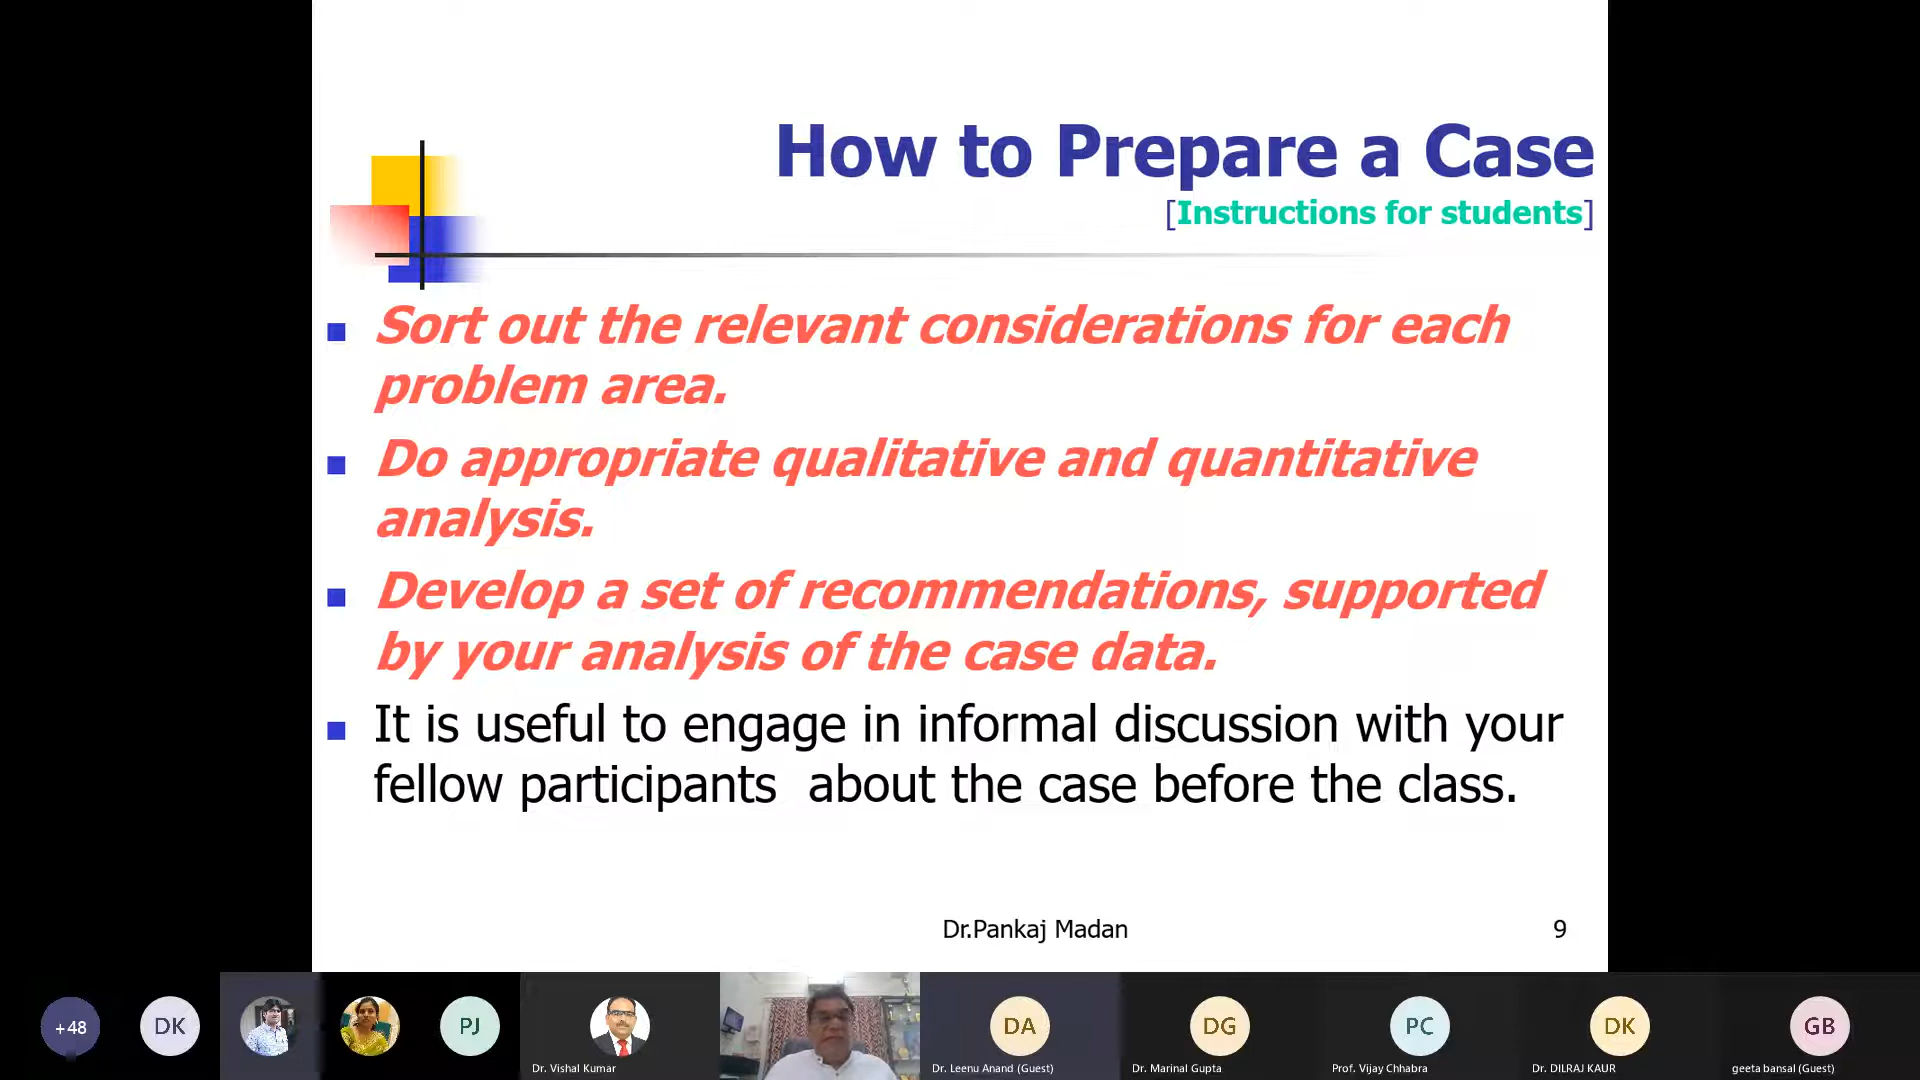 How to Prepare a Case
[Instructions for students]
Sort out the relevant considerations for each
problem area.
Do appropriate qualitative and quantitative
analysis.
Develop a set of recommendations, supported
by your analysis of the case data.
It is useful to engage in informal discussion with your
fellow participants  about the case before the class.
Dr.Pankaj Madan
9
+48
DK
PJ
DA
DG
PC
DK
GB
Dr. Vishal Kumar
Dr. Leenu Anand (Guest)
Dr. Marinal Gupta
Prof. Vijay Chhabra
Dr. DILRAJ KAUR
geeta bansal (Guest)